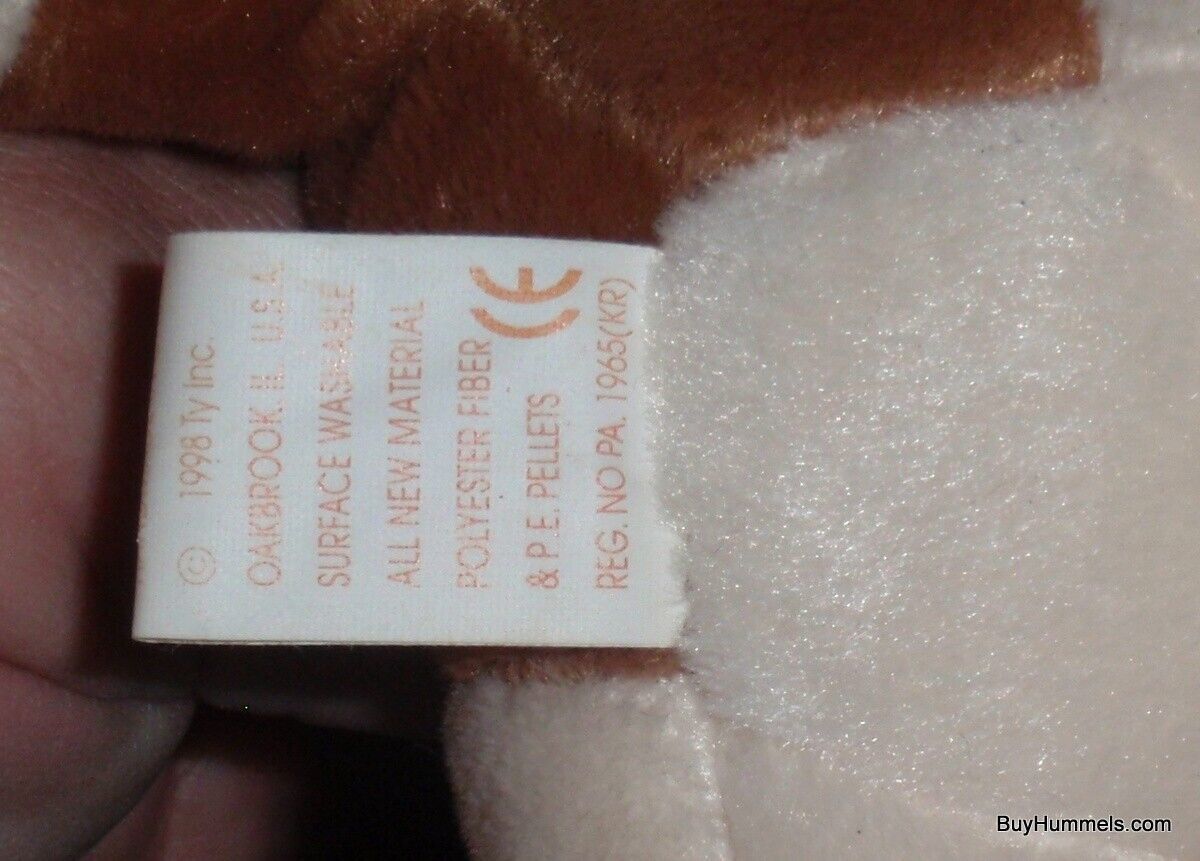 © 1998 Ty Inc.
OAKBROOK IL. U.S.A.
SURFACE WASHABLE
ALL NEW MATERIAL
POLYESTER FIBER
& P.E. PELLETS CE
REG. NO PA. 1965(KR)
BuyHummels.com